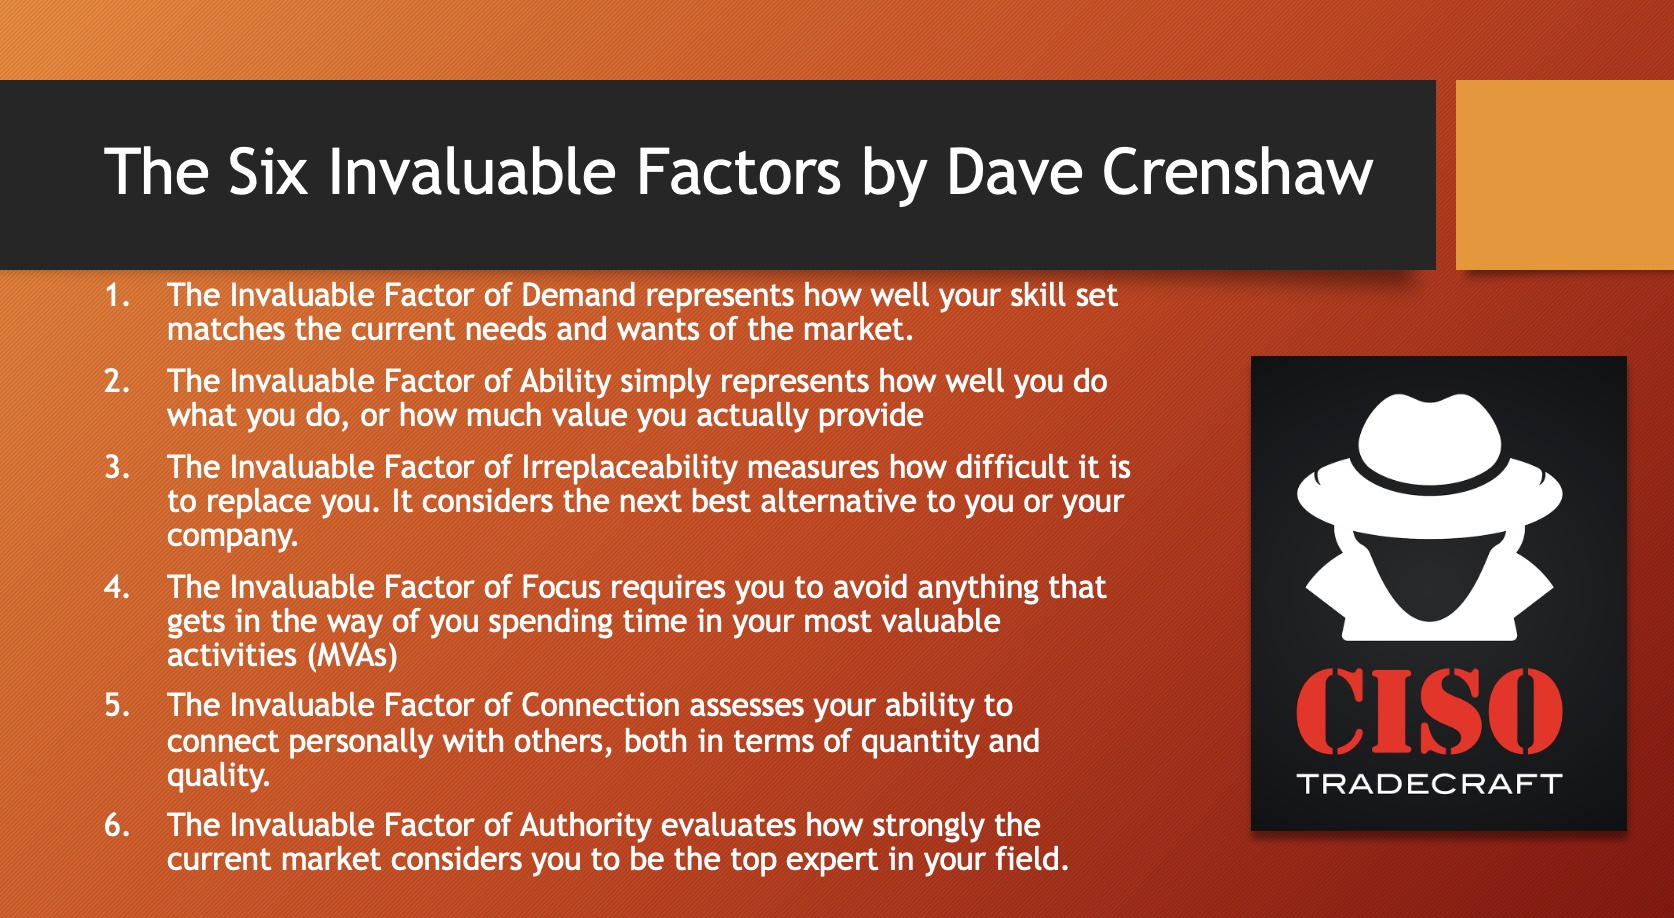 The Six Invaluable Factors by Dave Crenshaw
1. The Invaluable Factor of Demand represents how well your skill set
matches the current needs and wants of the market.
2. The Invaluable Factor of Ability simply represents how well you do
what you do, or how much value you actually provide
3. The Invaluable Factor of Irreplaceability measures how difficult it is
to replace you. It considers the next best alternative to you or your
company.
4. The Invaluable Factor of Focus requires you to avoid anything that
gets in the way of you spending time in your most valuable
activities (MVAs)
5. The Invaluable Factor of Connection assesses your ability to
connect personally with others, both in terms of quantity and
quality.
6. The Invaluable Factor of Authority evaluates how strongly the
current market considers you to be the top expert in your field.
CISO
TRADECRAFT